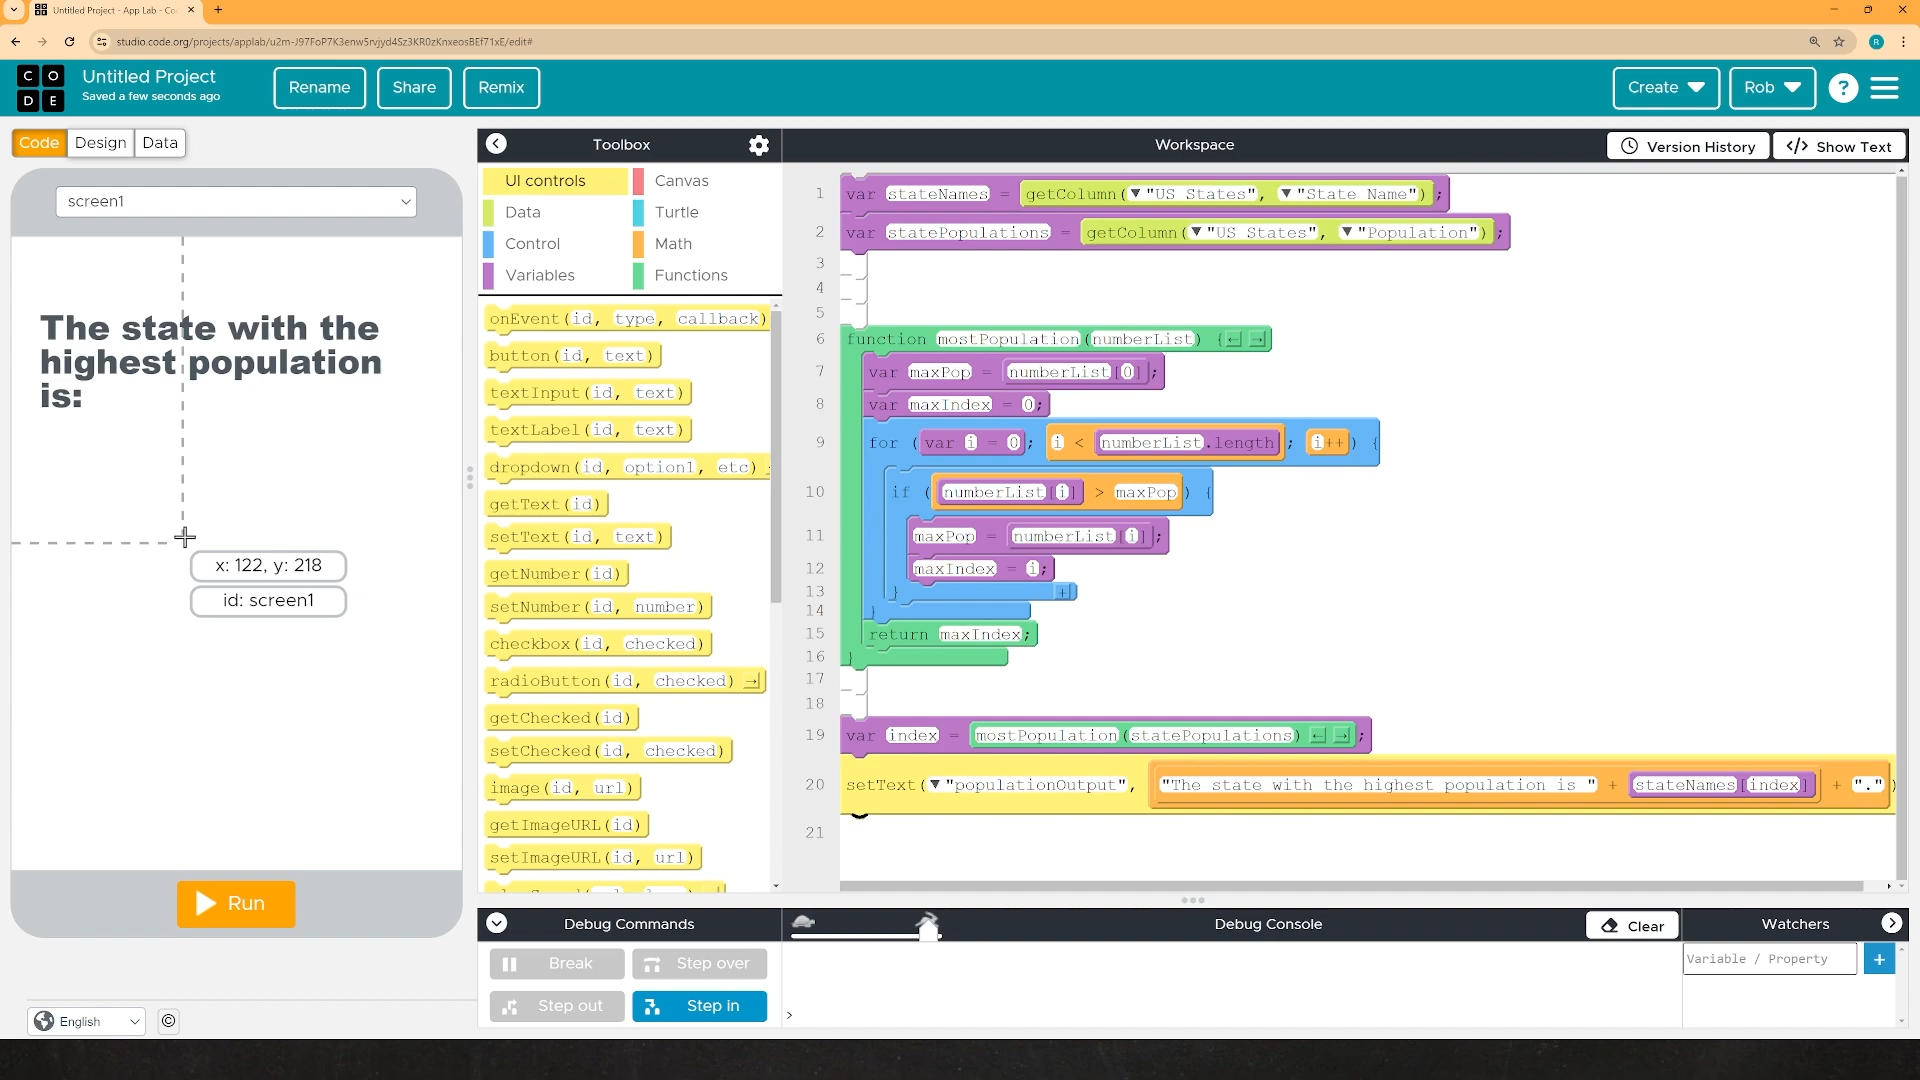 Untitled Project - App Lab - Co
studio.code.org/projects/applab/u2m-J97FoP7K3enw5rvjyd4Sz3KR0zKnxeosBEf71xE/edit#
R
CODE
Untitled Project
Saved a few seconds ago
Rename
Share
Remix
Create
Rob
?
Code
Design
Data
screen1
The state with the
highest population
is:
x: 122, y: 218
id: screen1
Run
English
©
Toolbox
UI controls
Canvas
Data
Turtle
Control
Math
Variables
Functions
onEvent(id, type, callback)
button(id, text)
textInput(id, text)
textLabel(id, text)
dropdown(id, option1, etc)
getText(id)
setText(id, text)
getNumber(id)
setNumber(id, number)
checkbox(id, checked)
radioButton(id, checked)
getChecked(id)
setChecked(id, checked)
image(id, url)
getImageURL(id)
setImageURL(id, url)
Workspace
Version History
</> Show Text
1 var stateNames = getColumn(▼"US States", ▼"State Name");
2 var statePopulations = getColumn(▼"US States", ▼"Population");
3
4
5
6 function mostPopulation(numberList) {
7 var maxPop = numberList[0];
8 var maxIndex = 0;
9 for (var i = 0; i < numberList.length; i++) {
10 if (numberList[i] > maxPop) {
11 maxPop = numberList[i];
12 maxIndex = i;
13 }
14 }
15 return maxIndex;
16 }
17
18
19 var index = mostPopulation(statePopulations);
20 setText(▼"populationOutput", "The state with the highest population is " + stateNames[index] + ".")
21
Debug Commands
Break
Step over
Step out
Step in
Debug Console
Clear
>
Watchers
Variable / Property
+